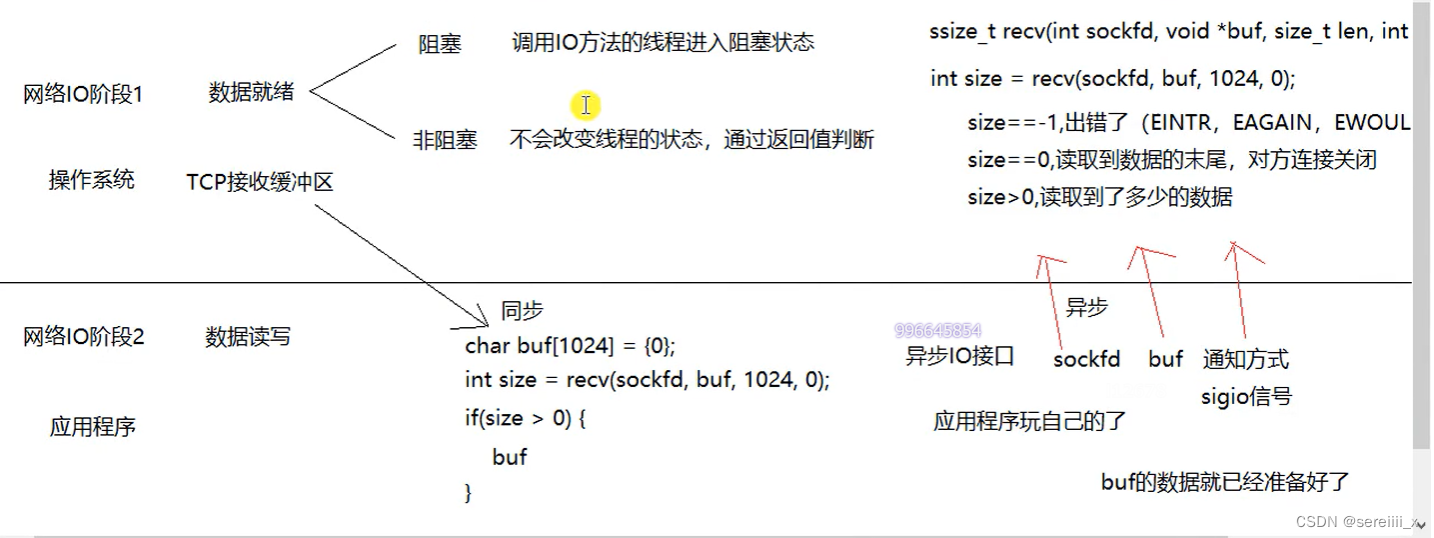 阻塞 调用IO方法的线程进入阻塞状态
ssize_t recv(int sockfd, void *buf, size_t len, int
网络IO阶段1 数据就绪
int size = recv(sockfd, buf, 1024, 0);
size==-1,出错了（EINTR，EAGAIN，EWOUL
非阻塞 不会改变线程的状态，通过返回值判断
size==0,读取到数据的末尾，对方连接关闭
操作系统 TCP接收缓冲区
size>0,读取到了多少的数据
网络IO阶段2 数据读写
应用程序
同步
char buf[1024] = {0};
int size = recv(sockfd, buf, 1024, 0);
if(size > 0) {
buf
}
异步
996645854
异步IO接口 sockfd buf 通知方式
sigio信号
应用程序玩自己的了
buf的数据就已经准备好了
CSDN @sereiiii_x